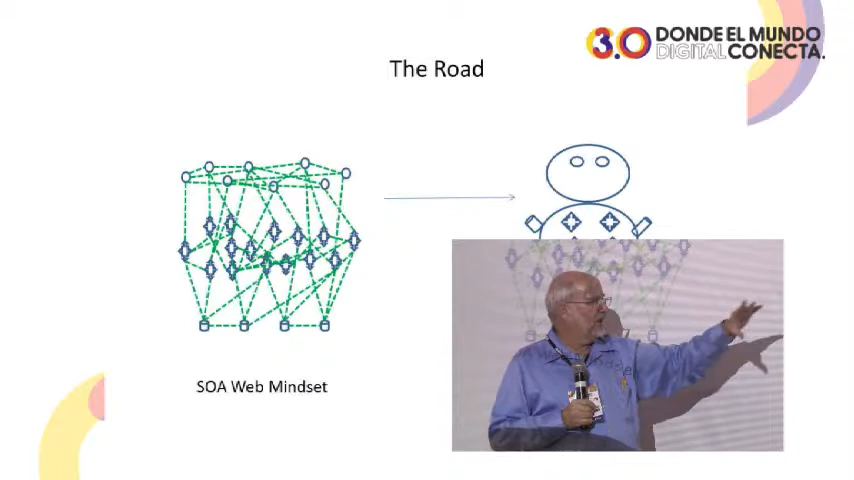 3.0 DONDE EL MUNDO
DIGITAL CONECTA.
The Road
SOA Web Mindset